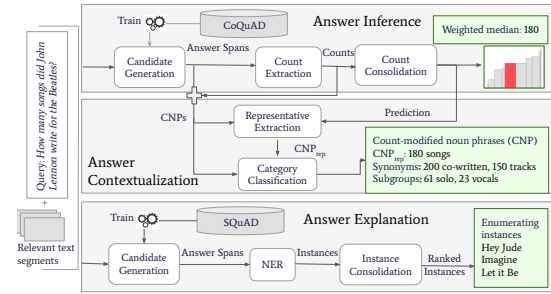 Query: How many songs did John
Lennon write for the Beatles?
+
Relevant text
segments
Train
CoQuAD
Answer Inference
Weighted median: 180
Candidate
Generation
Answer Spans
Count
Extraction
Counts
Count
Consolidation
CNPs
Representative
Extraction
Prediction
CNPrep
Answer
Contextualization
Category
Classification
Count-modified noun phrases (CNP)
CNPrep: 180 songs
Synonyms: 200 co-written, 150 tracks
Subgroups: 61 solo, 23 vocals
Train
SQuAD
Answer Explanation
Candidate
Generation
Answer Spans
NER
Instances
Instance
Consolidation
Ranked
Instances
Enumerating
instances
Hey Jude
Imagine
Let it Be